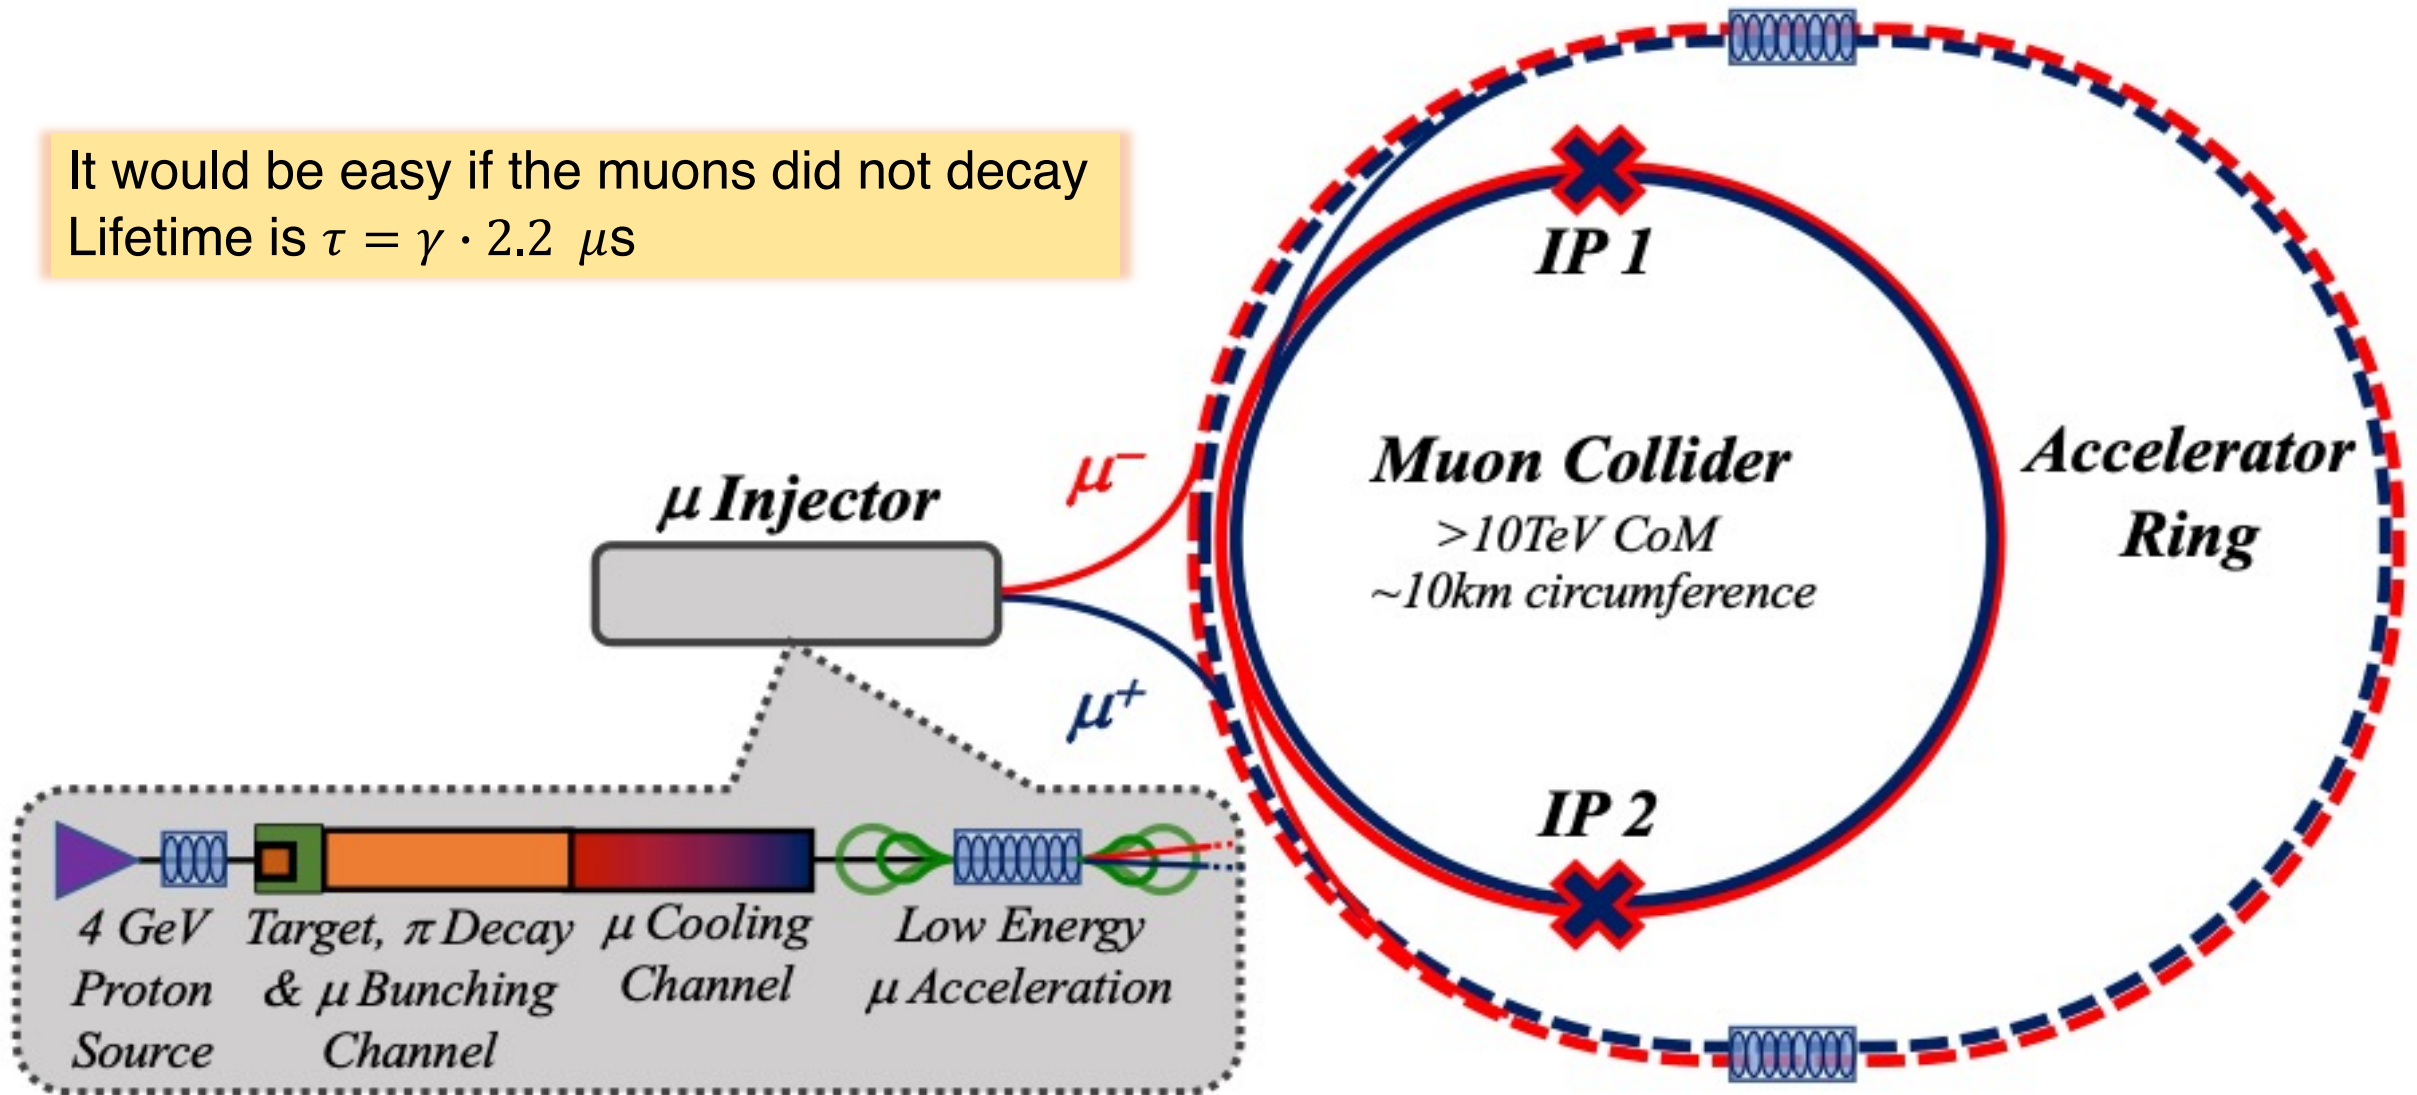 It would be easy if the muons did not decay
Lifetime is τ = γ · 2.2 μs
IP 1
Muon Collider
>10TeV CoM
~10km circumference
Accelerator
Ring
IP 2
μ Injector
μ−
μ+
4 GeV
Proton
Source
Target, π Decay
& μ Bunching
Channel
μ Cooling
Channel
Low Energy
μ Acceleration